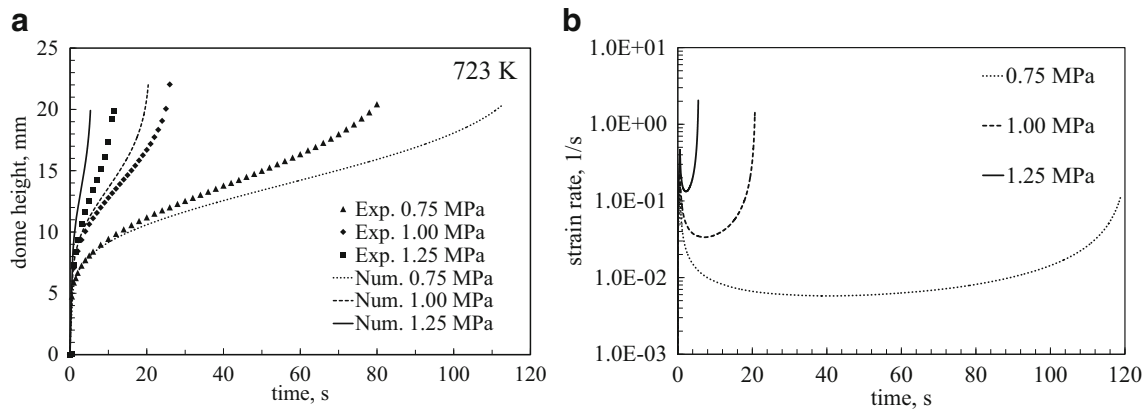 a
25
20
15
10
5
0
dome height, mm
723 K
Exp. 0.75 MPa
Exp. 1.00 MPa
Exp. 1.25 MPa
Num. 0.75 MPa
Num. 1.00 MPa
Num. 1.25 MPa
0 20 40 60 80 100 120
time, s
b
1.0E+01
1.0E+00
1.0E-01
1.0E-02
1.0E-03
strain rate, 1/s
0.75 MPa
1.00 MPa
1.25 MPa
0 20 40 60 80 100 120
time, s